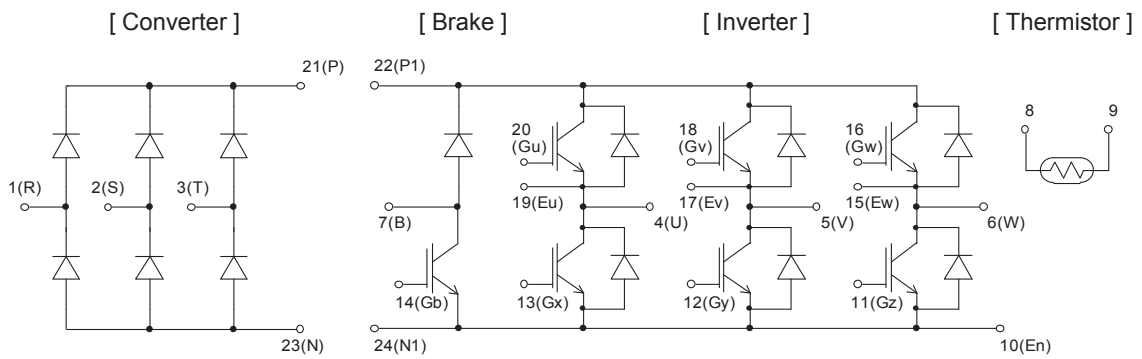 [ Converter ] [ Brake ] [ Inverter ] [ Thermistor ]
21(P) 22(P1)
20 (Gu) 18 (Gv) 16 (Gw) 8 9
1(R) 2(S) 3(T)
7(B) 19(Eu) 4(U) 17(Ev) 5(V) 15(Ew) 6(W)
14(Gb) 13(Gx) 12(Gy) 11(Gz)
23(N) 24(N1) 10(En)